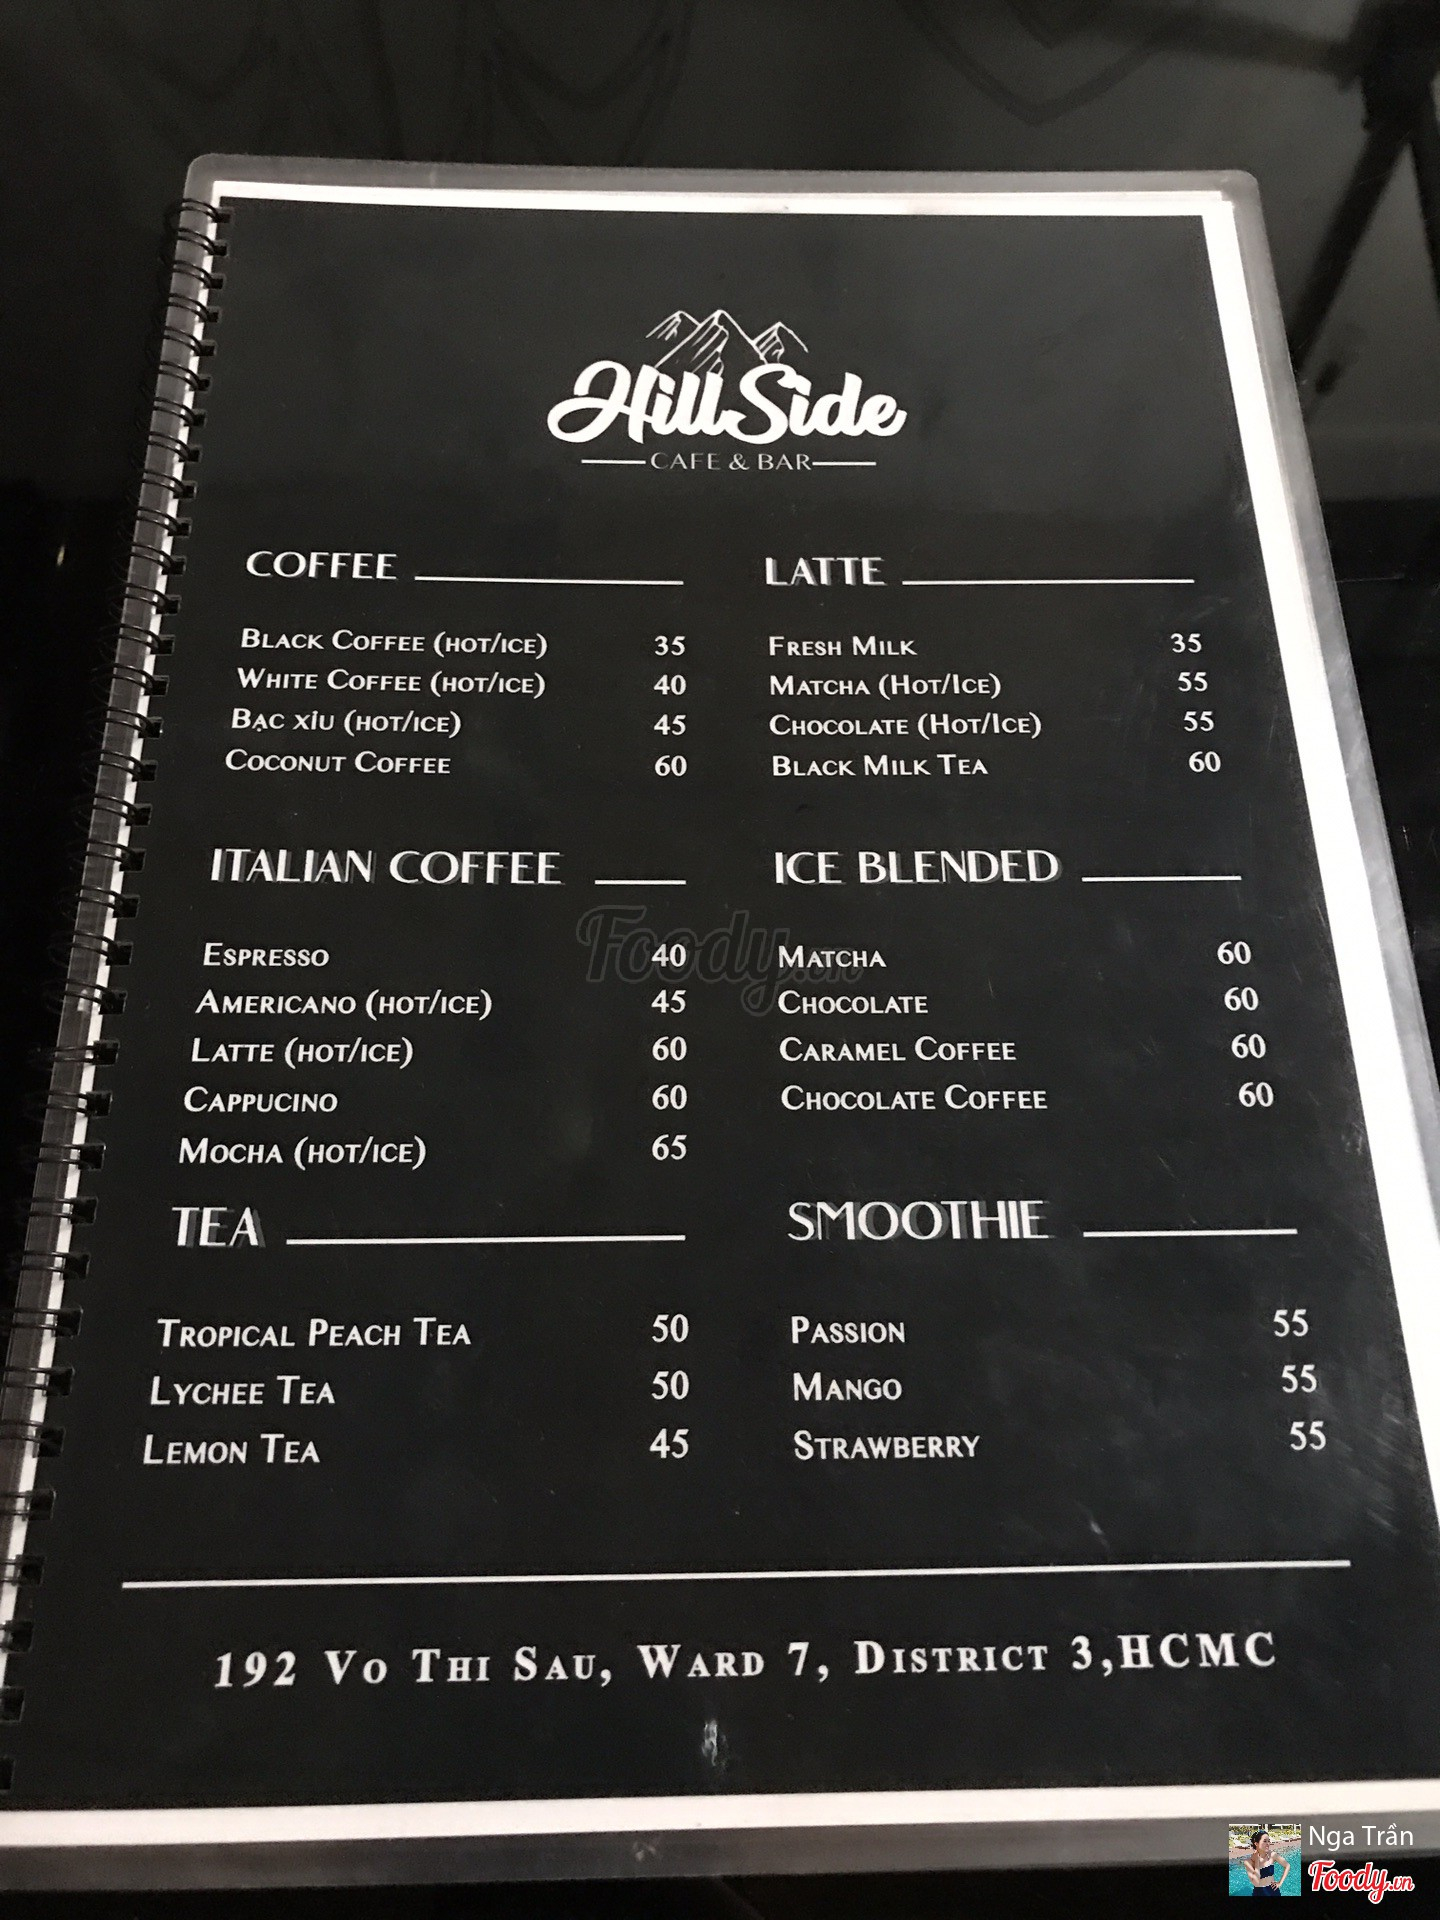 HillSide
CAFE & BAR
COFFEE
BLACK COFFEE (HOT/ICE) 35
WHITE COFFEE (HOT/ICE) 40
BẠC XỈU (HOT/ICE) 45
COCONUT COFFEE 60
LATTE
FRESH MILK 35
MATCHA (HOT/ICE) 55
CHOCOLATE (HOT/ICE) 55
BLACK MILK TEA 60
ITALIAN COFFEE
ESPRESSO 40
AMERICANO (HOT/ICE) 45
LATTE (HOT/ICE) 60
CAPPUCINO 60
MOCHA (HOT/ICE) 65
ICE BLENDED
MATCHA 60
CHOCOLATE 60
CARAMEL COFFEE 60
CHOCOLATE COFFEE 60
Foody.vn
TEA
TROPICAL PEACH TEA 50
LYCHEE TEA 50
LEMON TEA 45
SMOOTHIE
PASSION 55
MANGO 55
STRAWBERRY 55
192 VO THI SAU, WARD 7, DISTRICT 3,HCMC
Nga Trần
Foody.vn